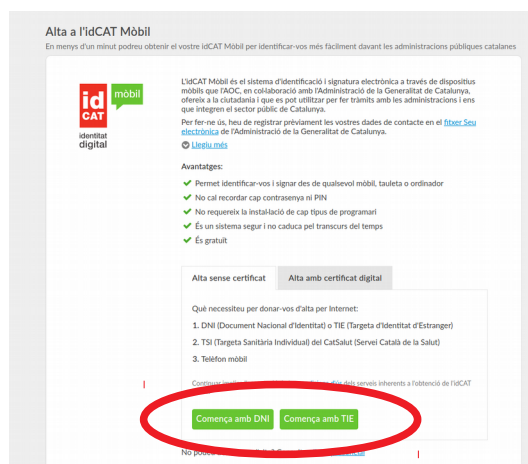 Alta a l'idCAT Mòbil
En menys d'un minut podreu obtenir el vostre idCAT Mòbil per identificar-vos més fàcilment davant les administracions públiques catalanes
id
CAT
mòbil
identitat
digital
L'idCAT Mòbil és el sistema d'identificació i signatura electrònica a través de dispositius
mòbils que l'AOC, en col·laboració amb l'Administració de la Generalitat de Catalunya,
ofereix a la ciutadania i que es pot utilitzar per fer tràmits amb les administracions i ens
que integren el sector públic de Catalunya.
Per fer-ne ús, heu de registrar prèviament les vostres dades de contacte en el fitxer Seu
electrònica de l'Administració de la Generalitat de Catalunya.
Llegiu més
Avantatges:
Permet identificar-vos i signar des de qualsevol mòbil, tauleta o ordinador
No cal recordar cap contrasenya ni PIN
No requereix la instal·lació de cap tipus de programari
És un sistema segur i no caduca pel transcurs del temps
És gratuït
Alta sense certificat
Alta amb certificat digital
Què necessiteu per donar-vos d'alta per Internet:
1. DNI (Document Nacional d'Identitat) o TIE (Targeta d'Identitat d'Estranger)
2. TSI (Targeta Sanitària Individual) del CatSalut (Servei Català de la Salut)
3. Telèfon mòbil
Continuar dels serveis inherents a l'obtenció de l'idCAT
Comença amb DNI
Comença amb TIE
No